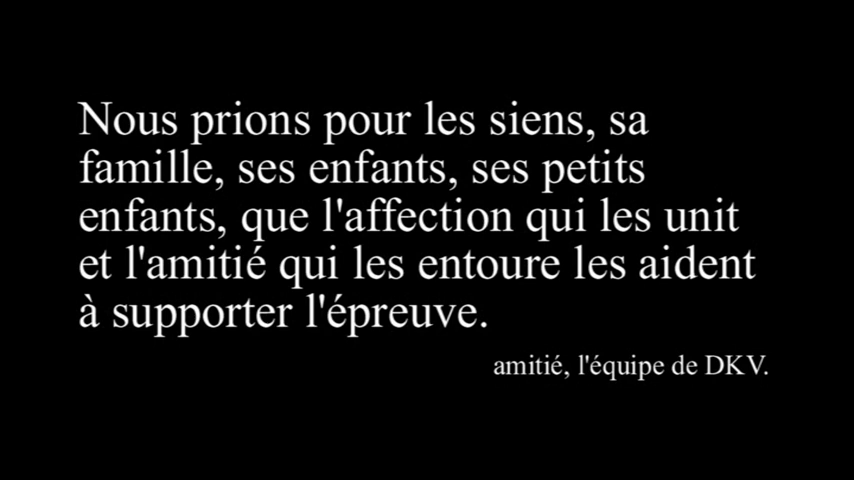 Nous prions pour les siens, sa
famille, ses enfants, ses petits
enfants, que l'affection qui les unit
et l'amitié qui les entoure les aident
à supporter l'épreuve.
amitié, l'équipe de DKV.